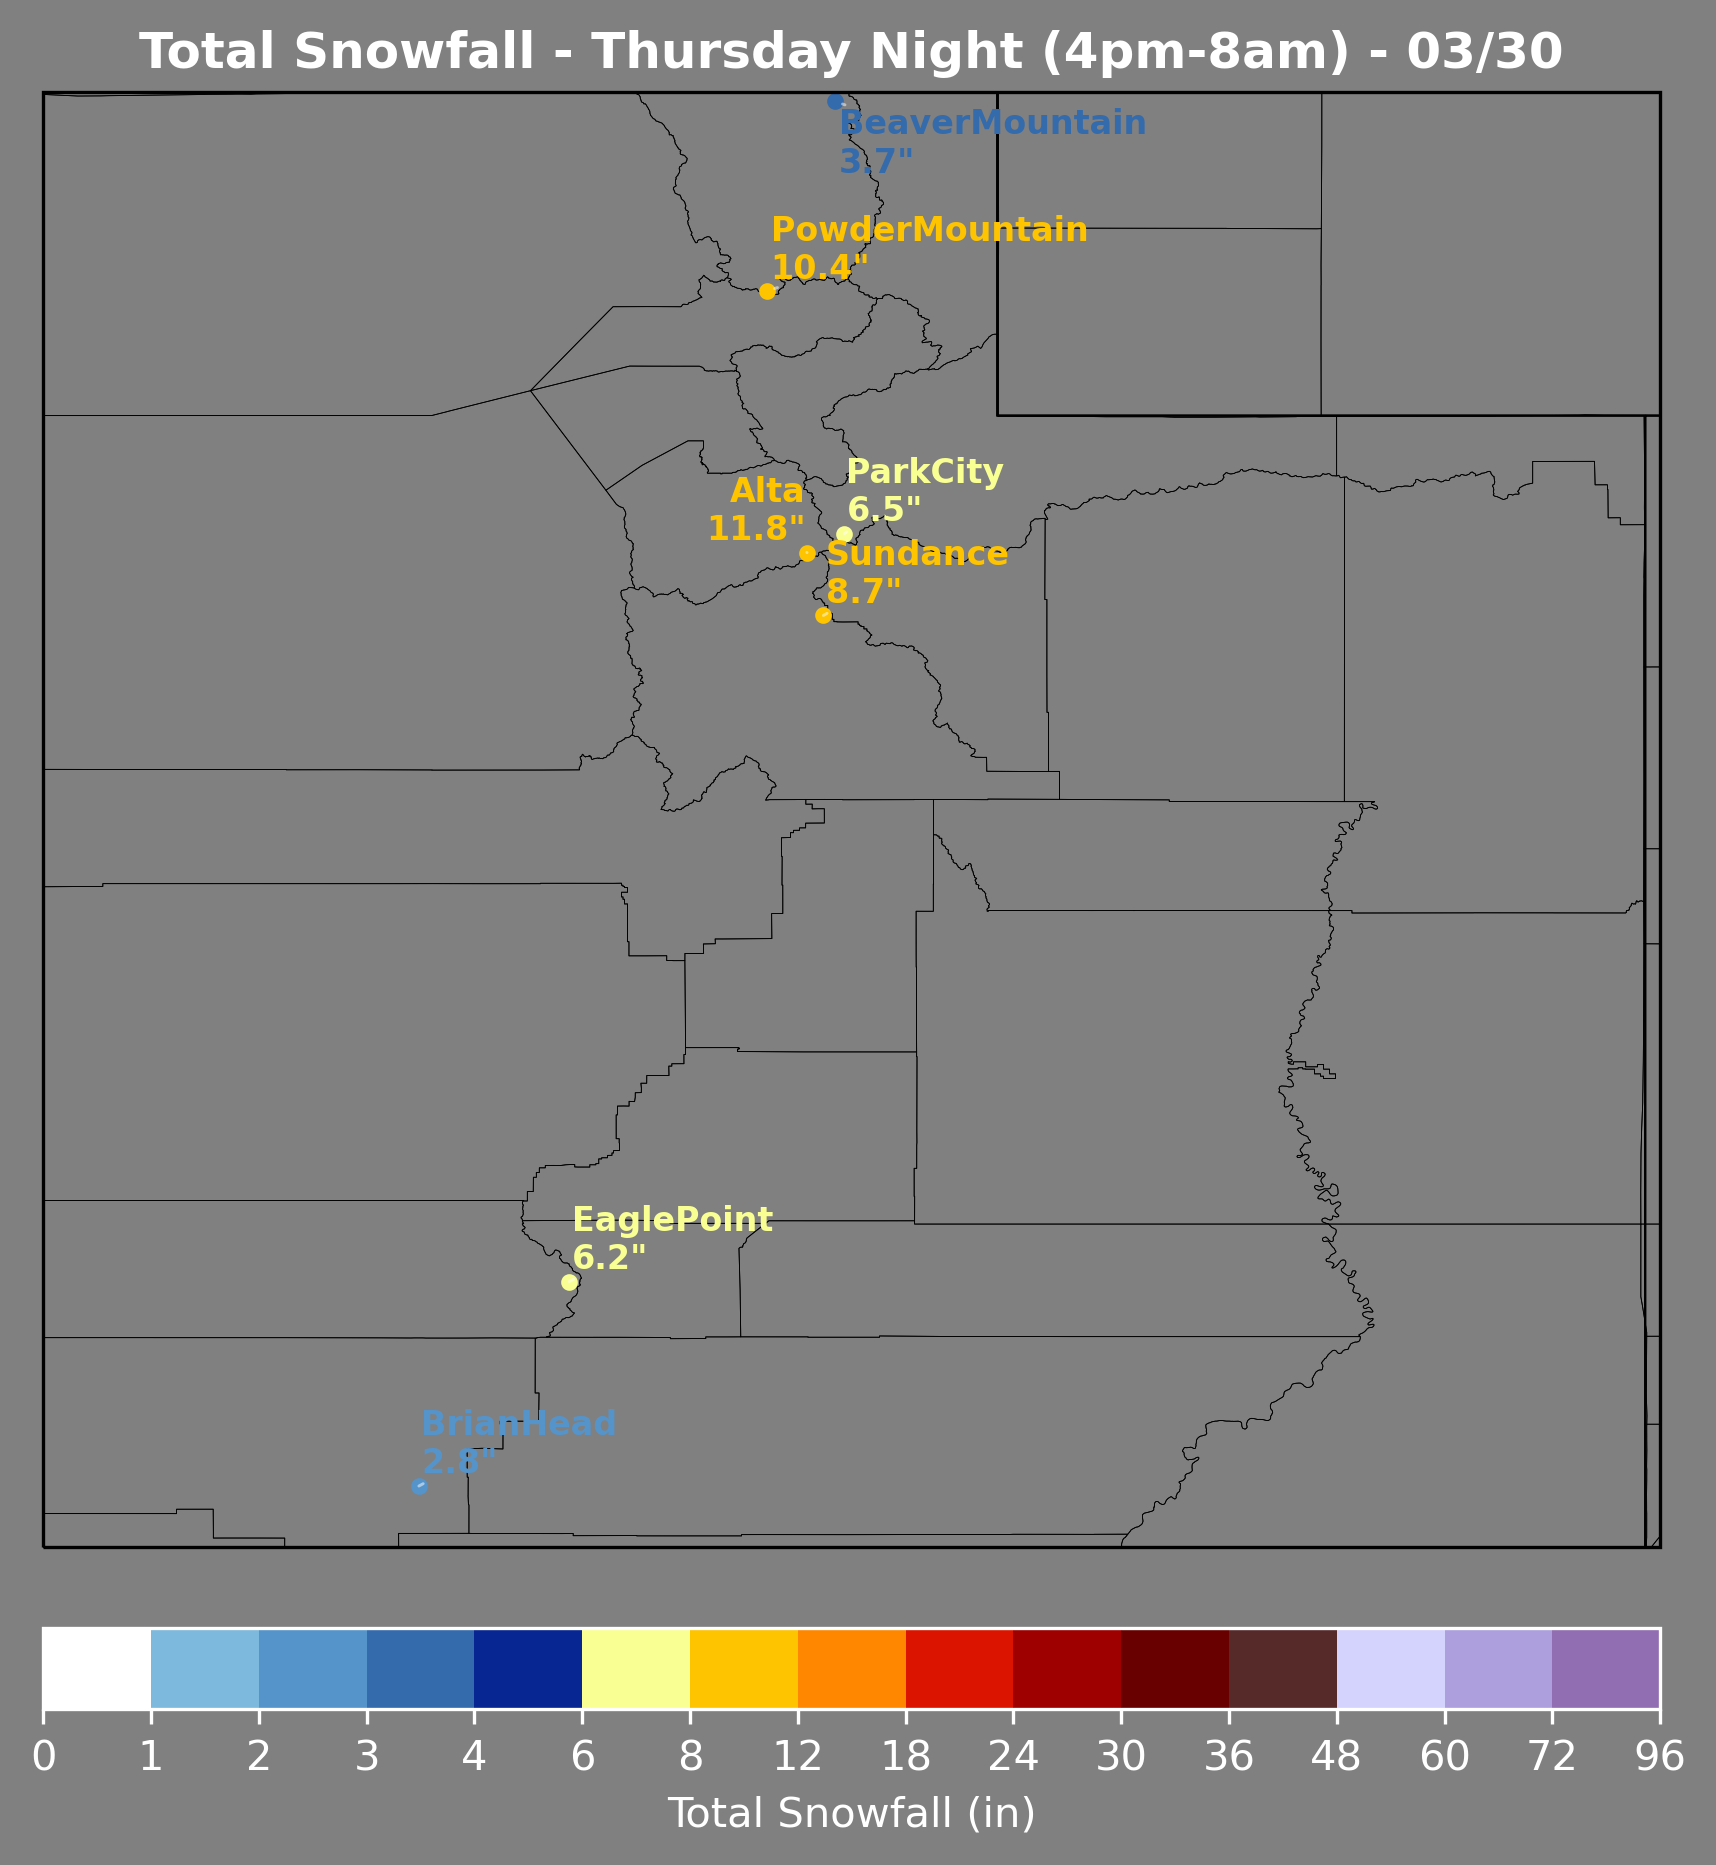 Total Snowfall - Thursday Night (4pm-8am) - 03/30
BeaverMountain
3.7"
PowderMountain
10.4"
ParkCity
6.5"
Alta
11.8"
Sundance
8.7"
EaglePoint
6.2"
BrianHead
2.8"
0 1 2 3 4 6 8 12 18 24 30 36 48 60 72 96
Total Snowfall (in)